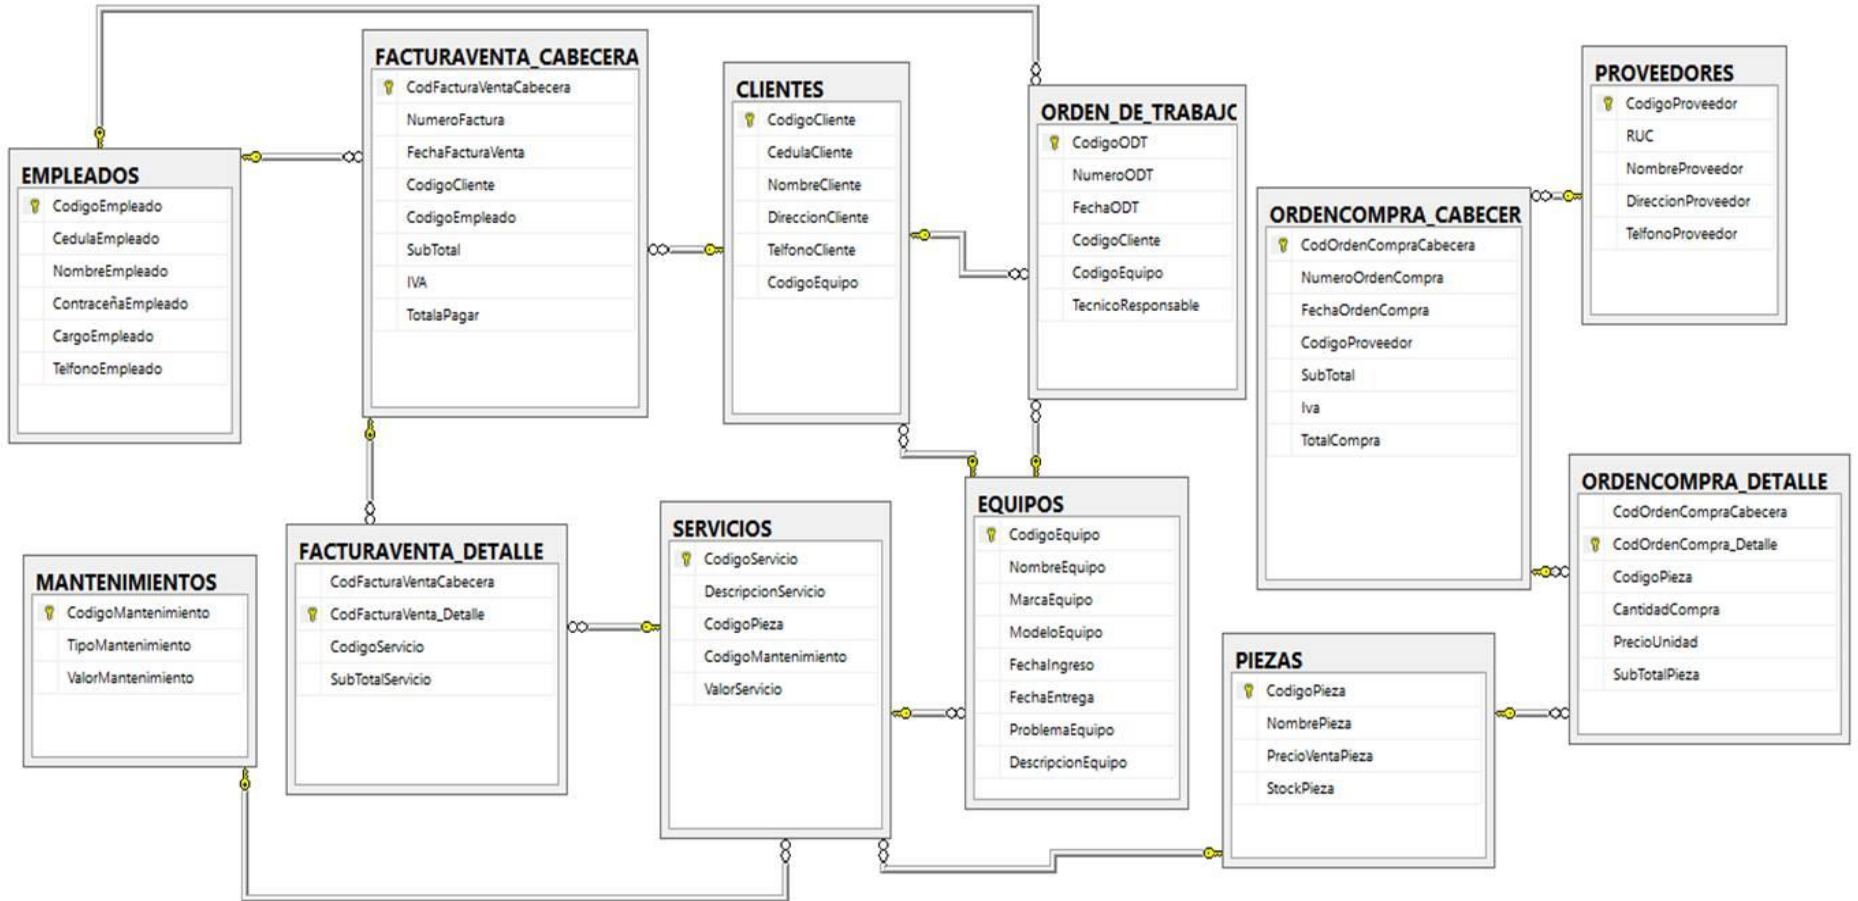 FACTURAVENTA_CABECERA
CodFacturaVentaCabecera
NumeroFactura
FechaFacturaVenta
CodigoCliente
CodigoEmpleado
SubTotal
IVA
TotalaPagar
CLIENTES
CodigoCliente
CedulaCliente
NombreCliente
DireccionCliente
TelfonoCliente
CodigoEquipo
ORDEN_DE_TRABAJO
CodigoODT
NumeroODT
FechaODT
CodigoCliente
CodigoEquipo
TecnicoResponsable
PROVEEDORES
CodigoProveedor
RUC
NombreProveedor
DireccionProveedor
TelfonoProveedor
EMPLEADOS
CodigoEmpleado
CedulaEmpleado
NombreEmpleado
ContraceñaEmpleado
CargoEmpleado
TelfonoEmpleado
ORDENCOMPRA_CABECER
CodOrdenCompraCabecera
NumeroOrdenCompra
FechaOrdenCompra
CodigoProveedor
SubTotal
Iva
TotalCompra
ORDENCOMPRA_DETALLE
CodOrdenCompraCabecera
CodOrdenCompra_Detalle
CodigoPieza
CantidadCompra
PrecioUnidad
SubTotalPieza
MANTENIMIENTOS
CodigoMantenimiento
TipoMantenimiento
ValorMantenimiento
FACTURAVENTA_DETALLE
CodFacturaVentaCabecera
CodFacturaVenta_Detalle
CodigoServicio
SubTotalServicio
SERVICIOS
CodigoServicio
DescripcionServicio
CodigoPieza
CodigoMantenimiento
ValorServicio
EQUIPOS
CodigoEquipo
NombreEquipo
MarcaEquipo
ModeloEquipo
FechaIngreso
FechaEntrega
ProblemaEquipo
DescripcionEquipo
PIEZAS
CodigoPieza
NombrePieza
PrecioVentaPieza
StockPieza